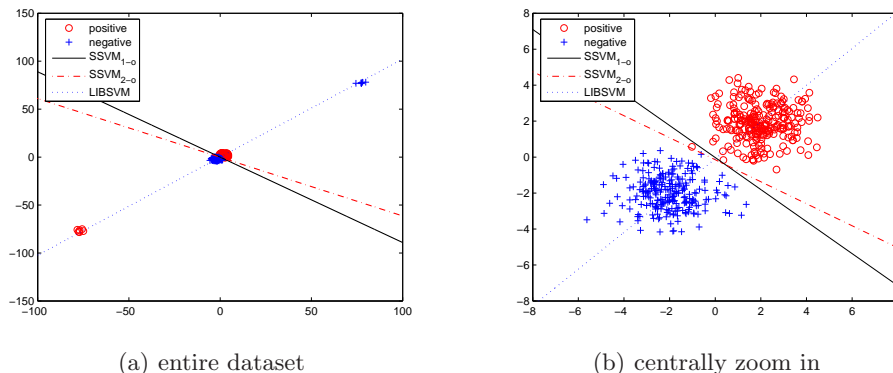 150
100
50
0
−50
−100
−150
−100
−50
0
50
100
positive
negative
SSVM1−o
SSVM2−o
LIBSVM
(a) entire dataset
8
6
4
2
0
−2
−4
−6
−8
−8
−6
−4
−2
0
2
4
6
positive
negative
SSVM1−o
SSVM2−o
LIBSVM
(b) centrally zoom in